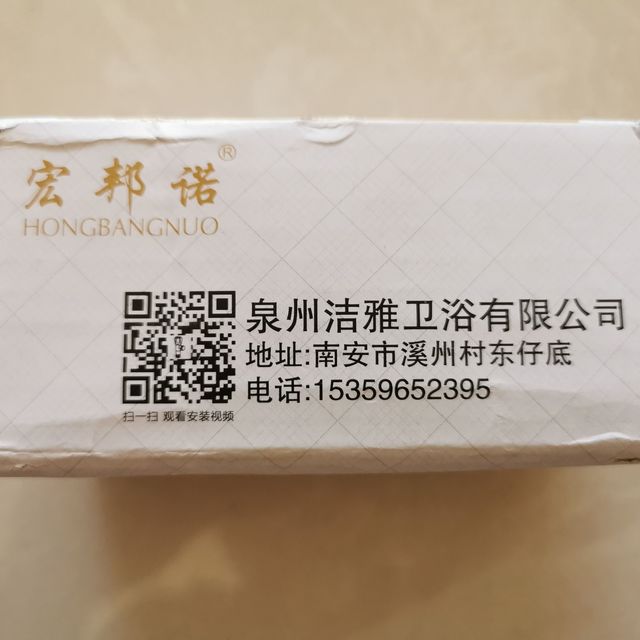 宏邦诺®
HONGBANGNUO
泉州洁雅卫浴有限公司
地址:南安市溪州村东仔底
电话:15359652395
扫一扫 观看安装视频